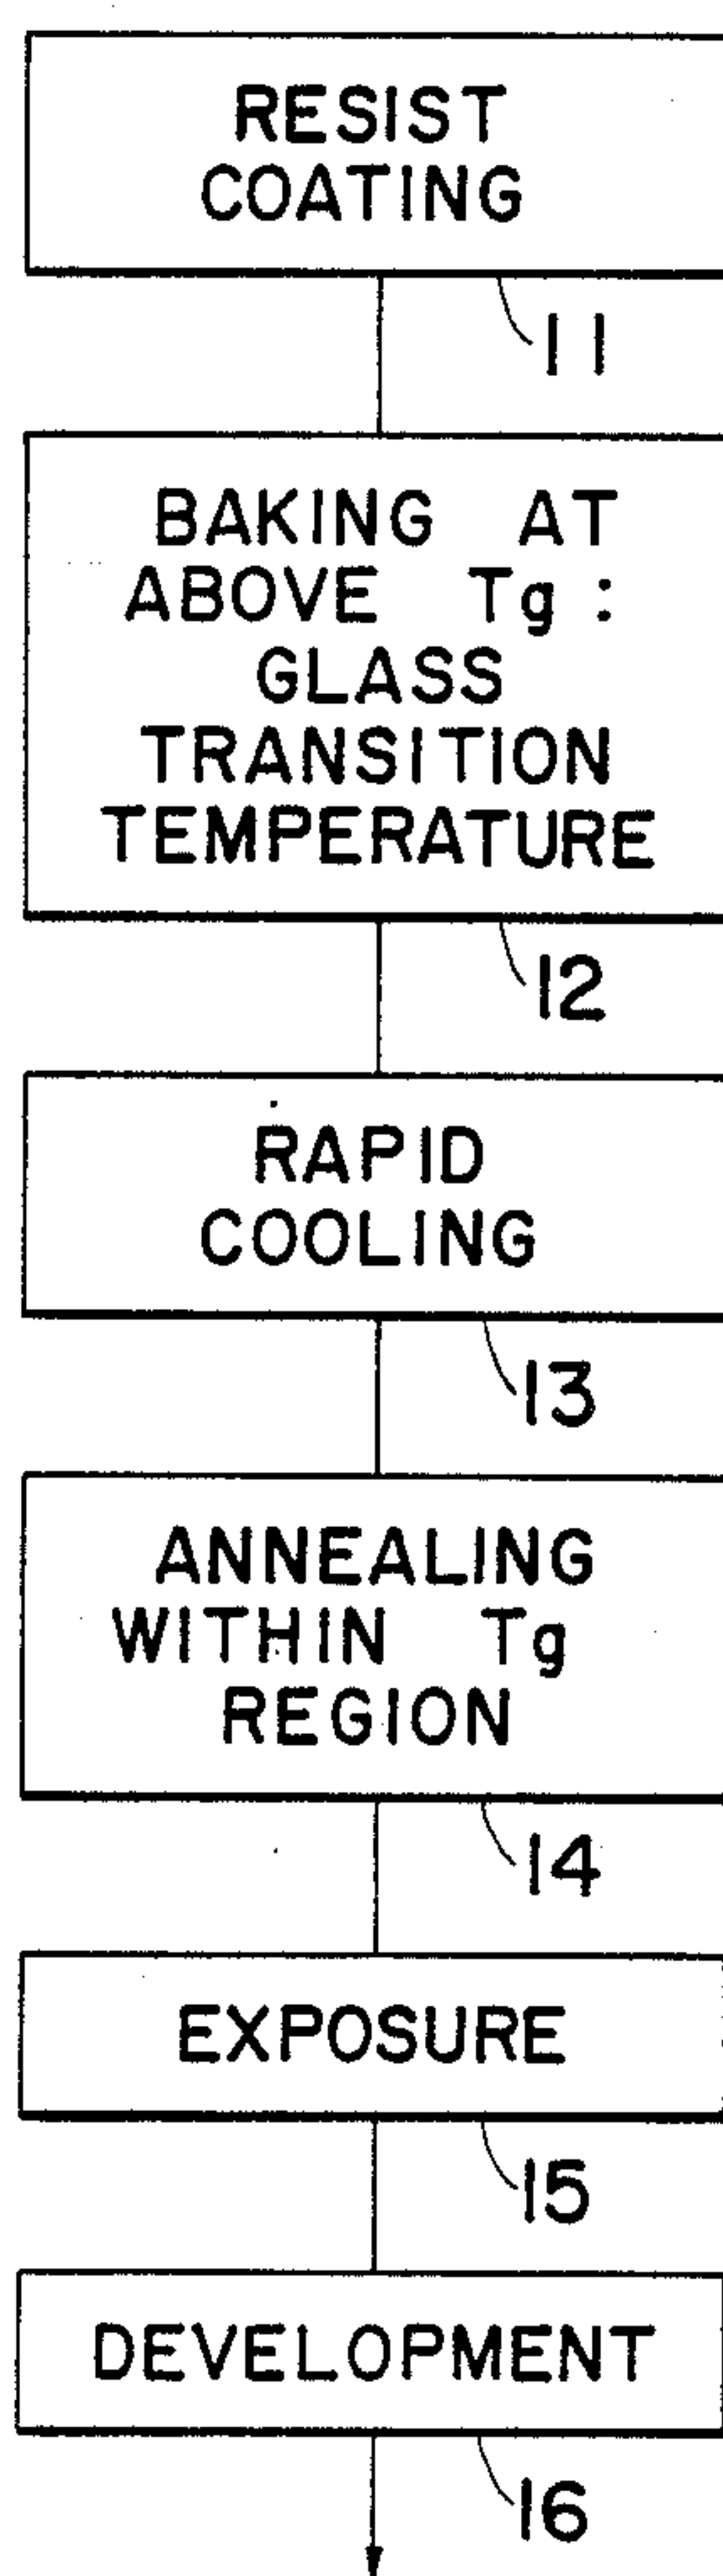 RESIST
COATING
11
BAKING AT
ABOVE Tg :
GLASS
TRANSITION
TEMPERATURE
12
RAPID
COOLING
13
ANNEALING
WITHIN Tg
REGION
14
EXPOSURE
15
DEVELOPMENT
16